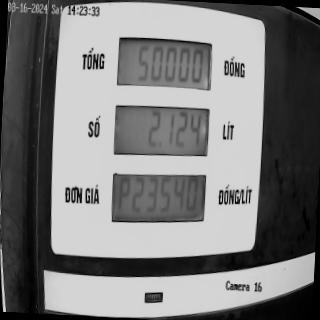 03-16-2024 Sat 14:23:33
TỔNG 50000 ĐỒNG
SỐ 2.124 LÍT
ĐƠN GIÁ P23540 ĐỒNG/LÍT
Camera 16